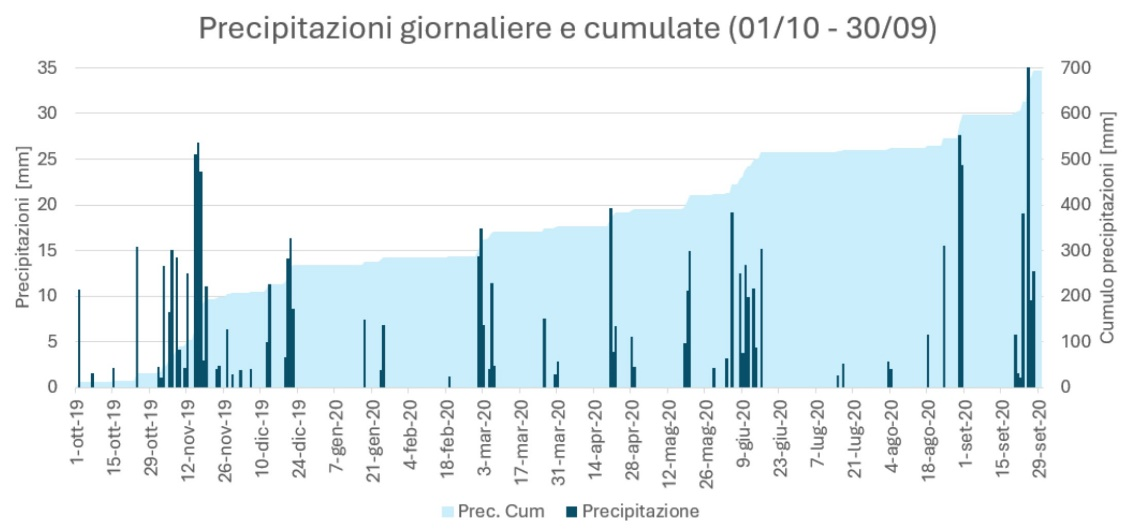 Precipitazioni giornaliere e cumulate (01/10 - 30/09)
35
30
25
20
15
10
5
0
Precipitazioni [mm]
700
600
500
400
300
200
100
0
Cumulo precipitazioni [mm]
1-ott-19
15-ott-19
29-ott-19
12-nov-19
26-nov-19
10-dic-19
24-dic-19
7-gen-20
21-gen-20
4-feb-20
18-feb-20
3-mar-20
17-mar-20
31-mar-20
14-apr-20
28-apr-20
12-mag-20
26-mag-20
9-giu-20
23-giu-20
7-lug-20
21-lug-20
4-ago-20
18-ago-20
1-set-20
15-set-20
29-set-20
Prec. Cum
Precipitazione